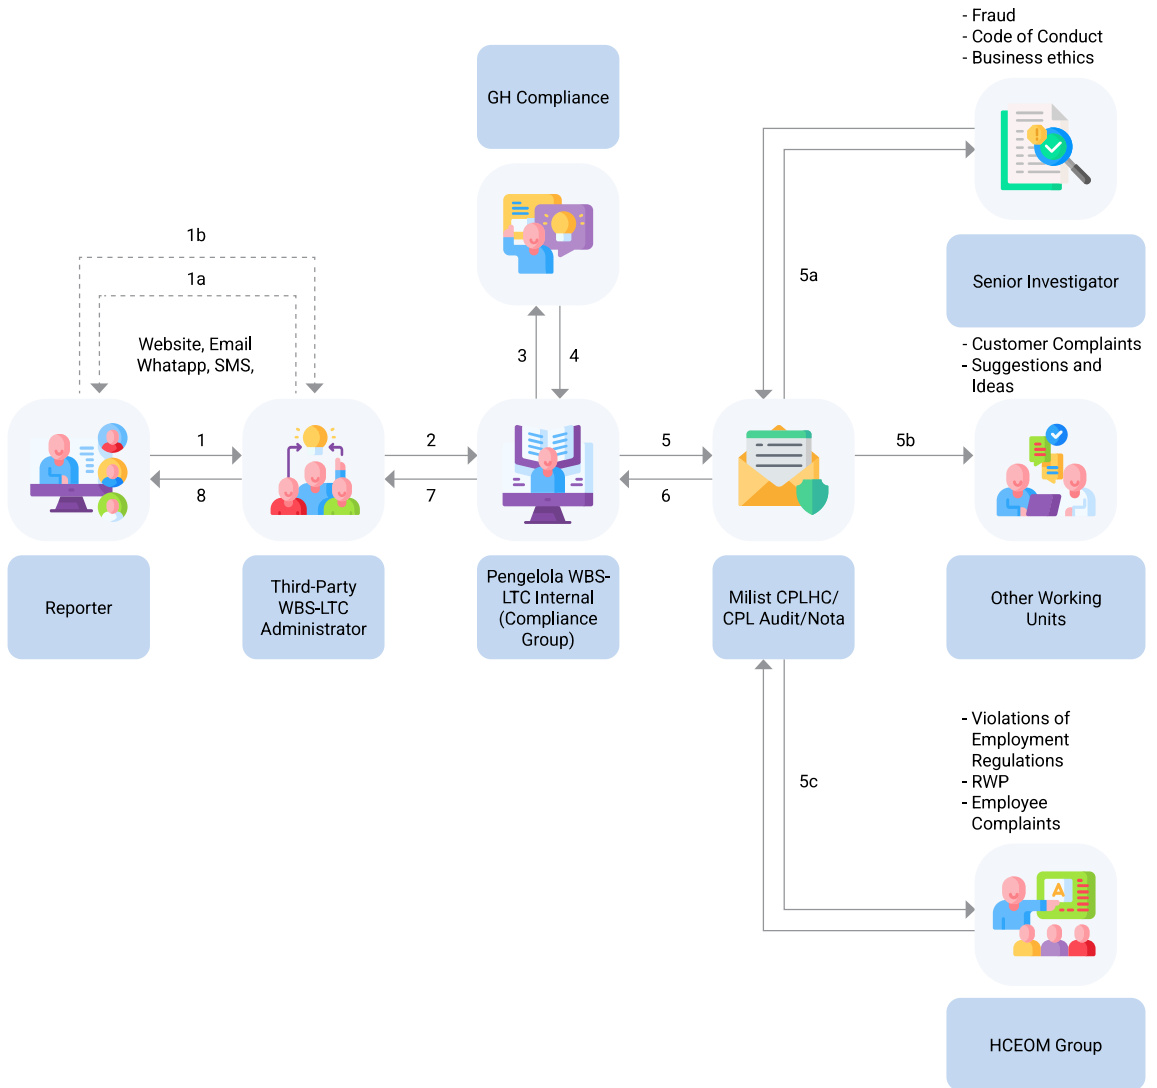 - Fraud
- Code of Conduct
- Business ethics
GH Compliance
1b
1a
5a
Senior Investigator
Website, Email
Whatapp, SMS,
3
4
- Customer Complaints
- Suggestions and
Ideas
1
2
5
5b
8
7
6
Reporter
Third-Party
WBS-LTC
Administrator
Pengelola WBS-
LTC Internal
(Compliance
Group)
Milist CPLHC/
CPL Audit/Nota
Other Working
Units
- Violations of
Employment
Regulations
- RWP
- Employee
Complaints
5c
A
HCEOM Group